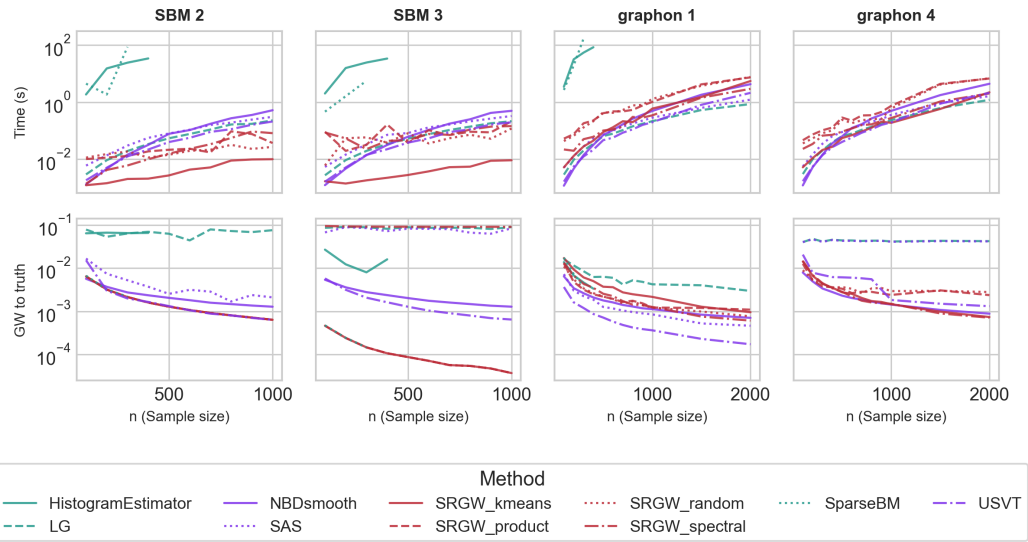 SBM 2 SBM 3 graphon 1 graphon 4
Time (s)
10^2
10^0
10^−2
GW to truth
10^−1
10^−2
10^−3
10^−4
500 1000 500 1000 1000 2000 1000 2000
n (Sample size) n (Sample size) n (Sample size) n (Sample size)
Method
HistogramEstimator NBDsmooth SRGW_kmeans SRGW_random SparseBM USVT
LG SAS SRGW_product SRGW_spectral